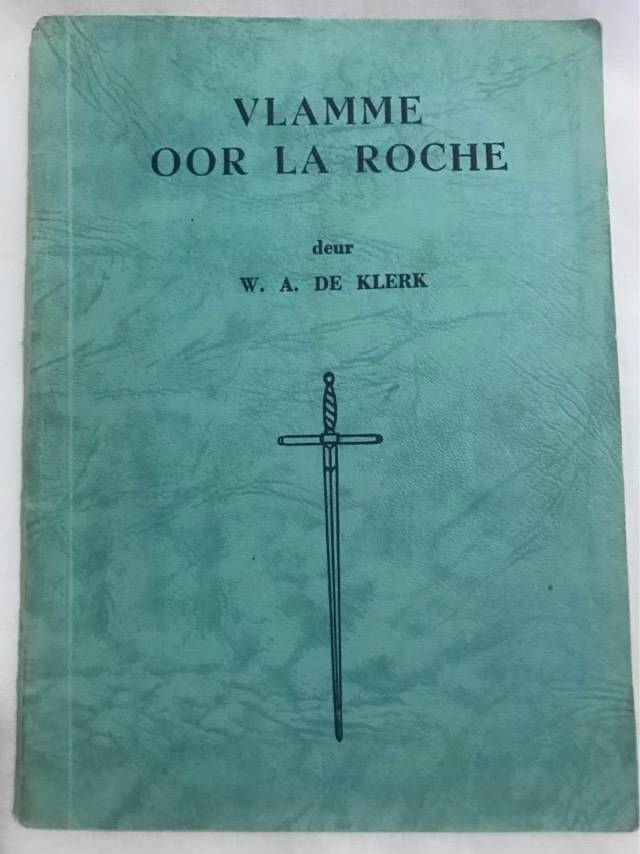 VLAMME
OOR LA ROCHE
deur
W. A. DE KLERK